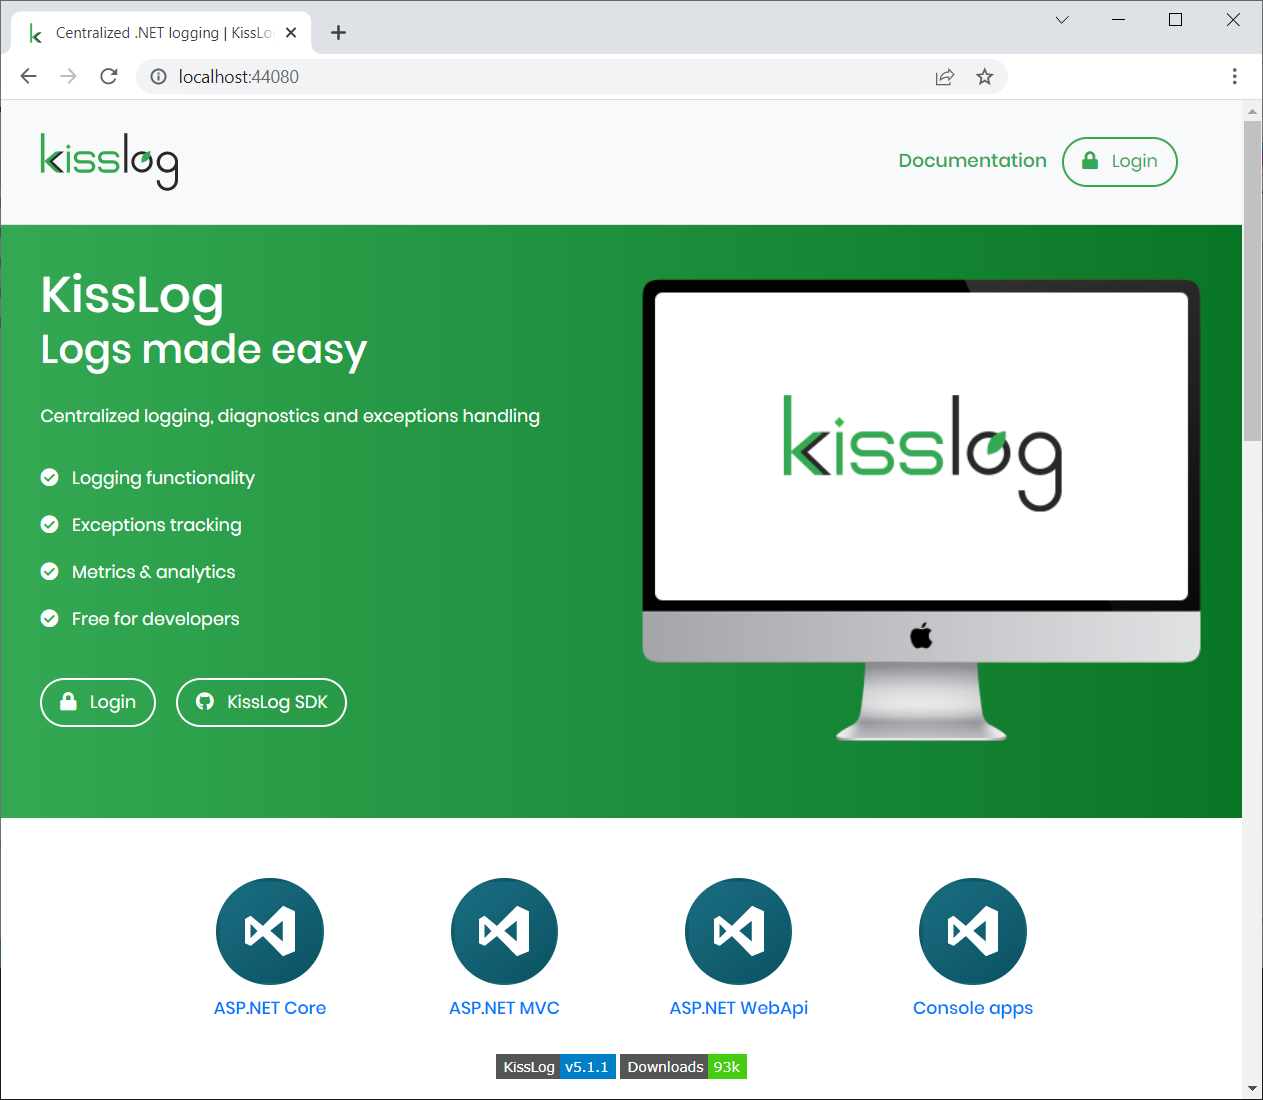 Centralized .NET logging | KissLo
localhost:44080
kisslog
Documentation
Login
KissLog
Logs made easy
Centralized logging, diagnostics and exceptions handling
Logging functionality
Exceptions tracking
Metrics & analytics
Free for developers
Login
KissLog SDK
kisslog
ASP.NET Core
ASP.NET MVC
ASP.NET WebApi
Console apps
KissLog v5.1.1
Downloads 93k